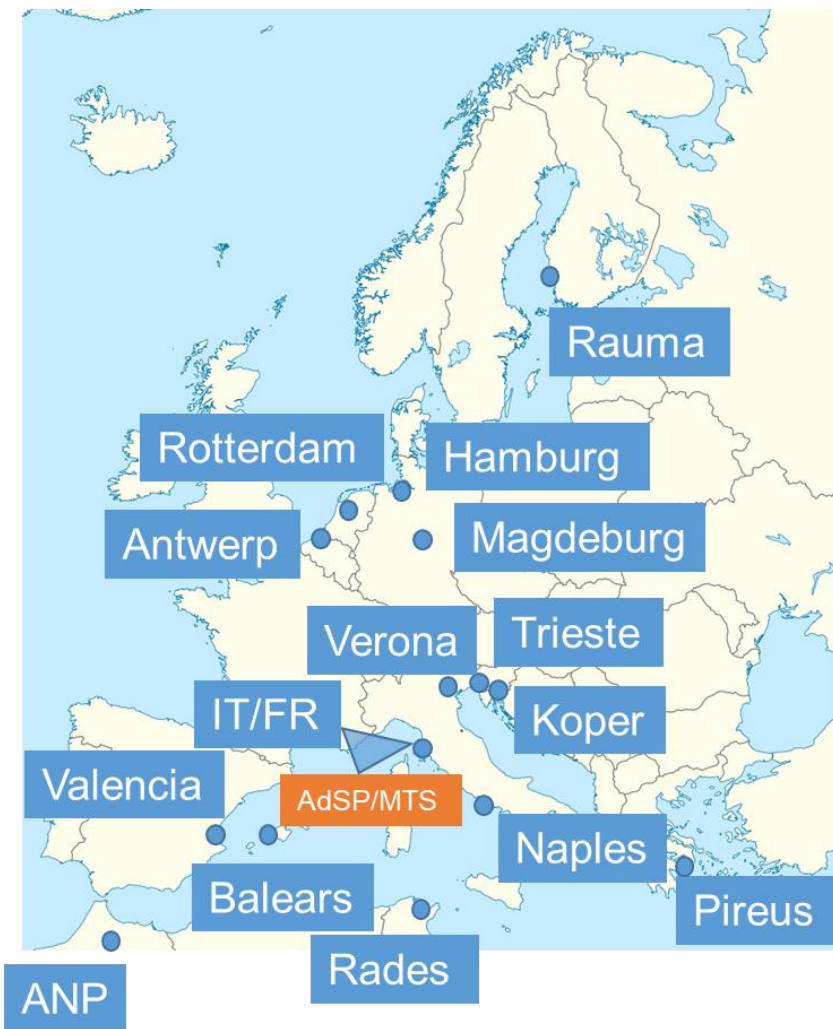 Rauma
Rotterdam
Hamburg
Antwerp
Magdeburg
Verona
Trieste
IT/FR
Koper
Valencia
AdSP/MTS
Naples
Balears
Pireus
Rades
ANP